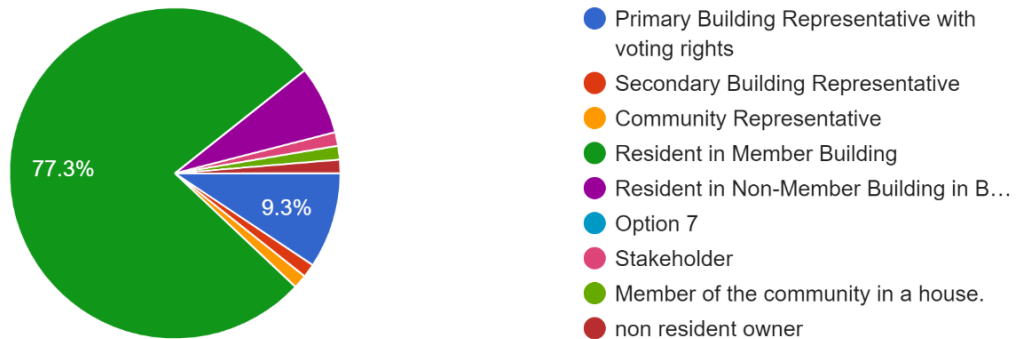 77.3%
9.3%
Primary Building Representative with
voting rights
Secondary Building Representative
Community Representative
Resident in Member Building
Resident in Non-Member Building in B…
Option 7
Stakeholder
Member of the community in a house.
non resident owner